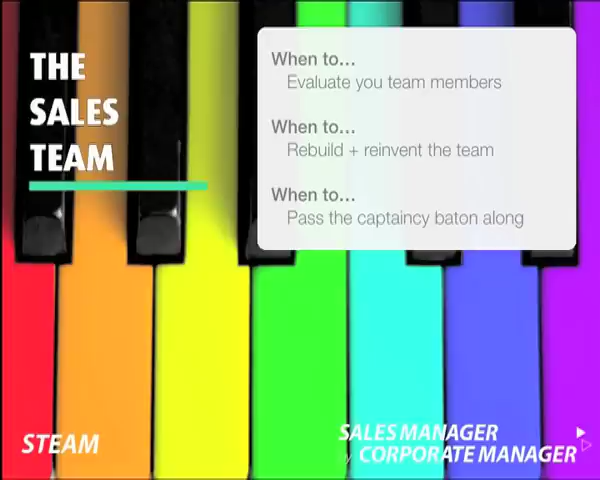 THE
SALES
TEAM
When to...
Evaluate you team members
When to...
Rebuild + reinvent the team
When to...
Pass the captaincy baton along
STEAM
SALES MANAGER
y CORPORATE MANAGER